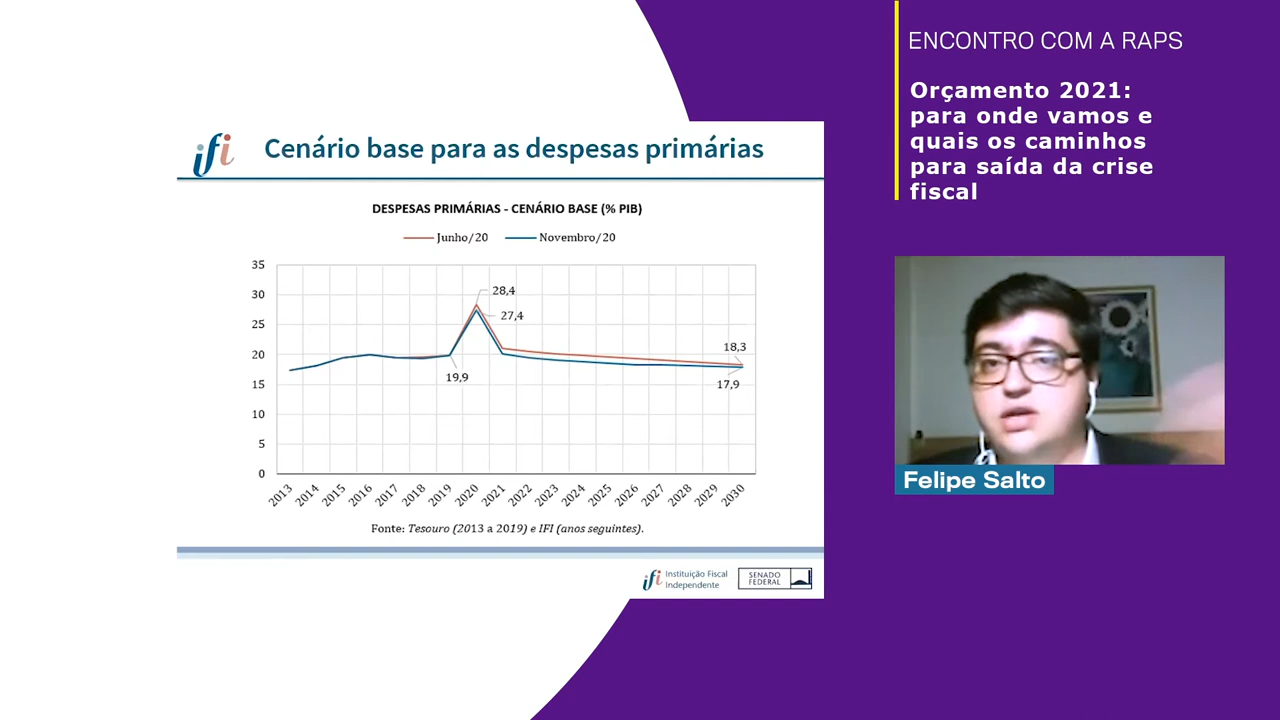 ENCONTRO COM A RAPS
Orçamento 2021:
para onde vamos e
quais os caminhos
para saída da crise
fiscal
ifi
Cenário base para as despesas primárias
DESPESAS PRIMÁRIAS - CENÁRIO BASE (% PIB)
Junho/20 Novembro/20
35
30
25
20
15
10
5
0
28,4
27,4
19,9
18,3
17,9
2013 2014 2015 2016 2017 2018 2019 2020 2021 2022 2023 2024 2025 2026 2027 2028 2029 2030
Fonte: Tesouro (2013 a 2019) e IFI (anos seguintes).
ifi Instituição Fiscal
Independente
SENADO
FEDERAL
Felipe Salto